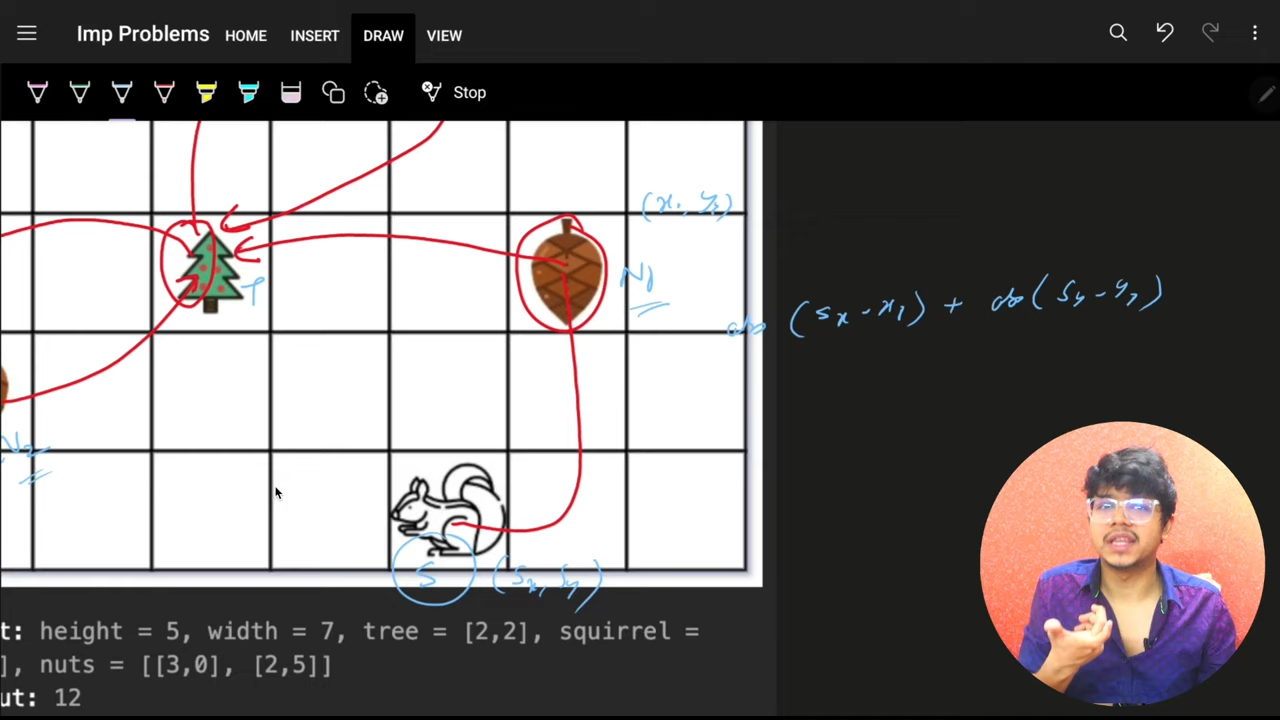 Imp Problems HOME INSERT DRAW VIEW
Stop
(x1, y1)
T
N1
abs (Sx - x1) + abs (Sy - y1)
N2
S (Sx, Sy)
t: height = 5, width = 7, tree = [2,2], squirrel =
], nuts = [[3,0], [2,5]]
ut: 12